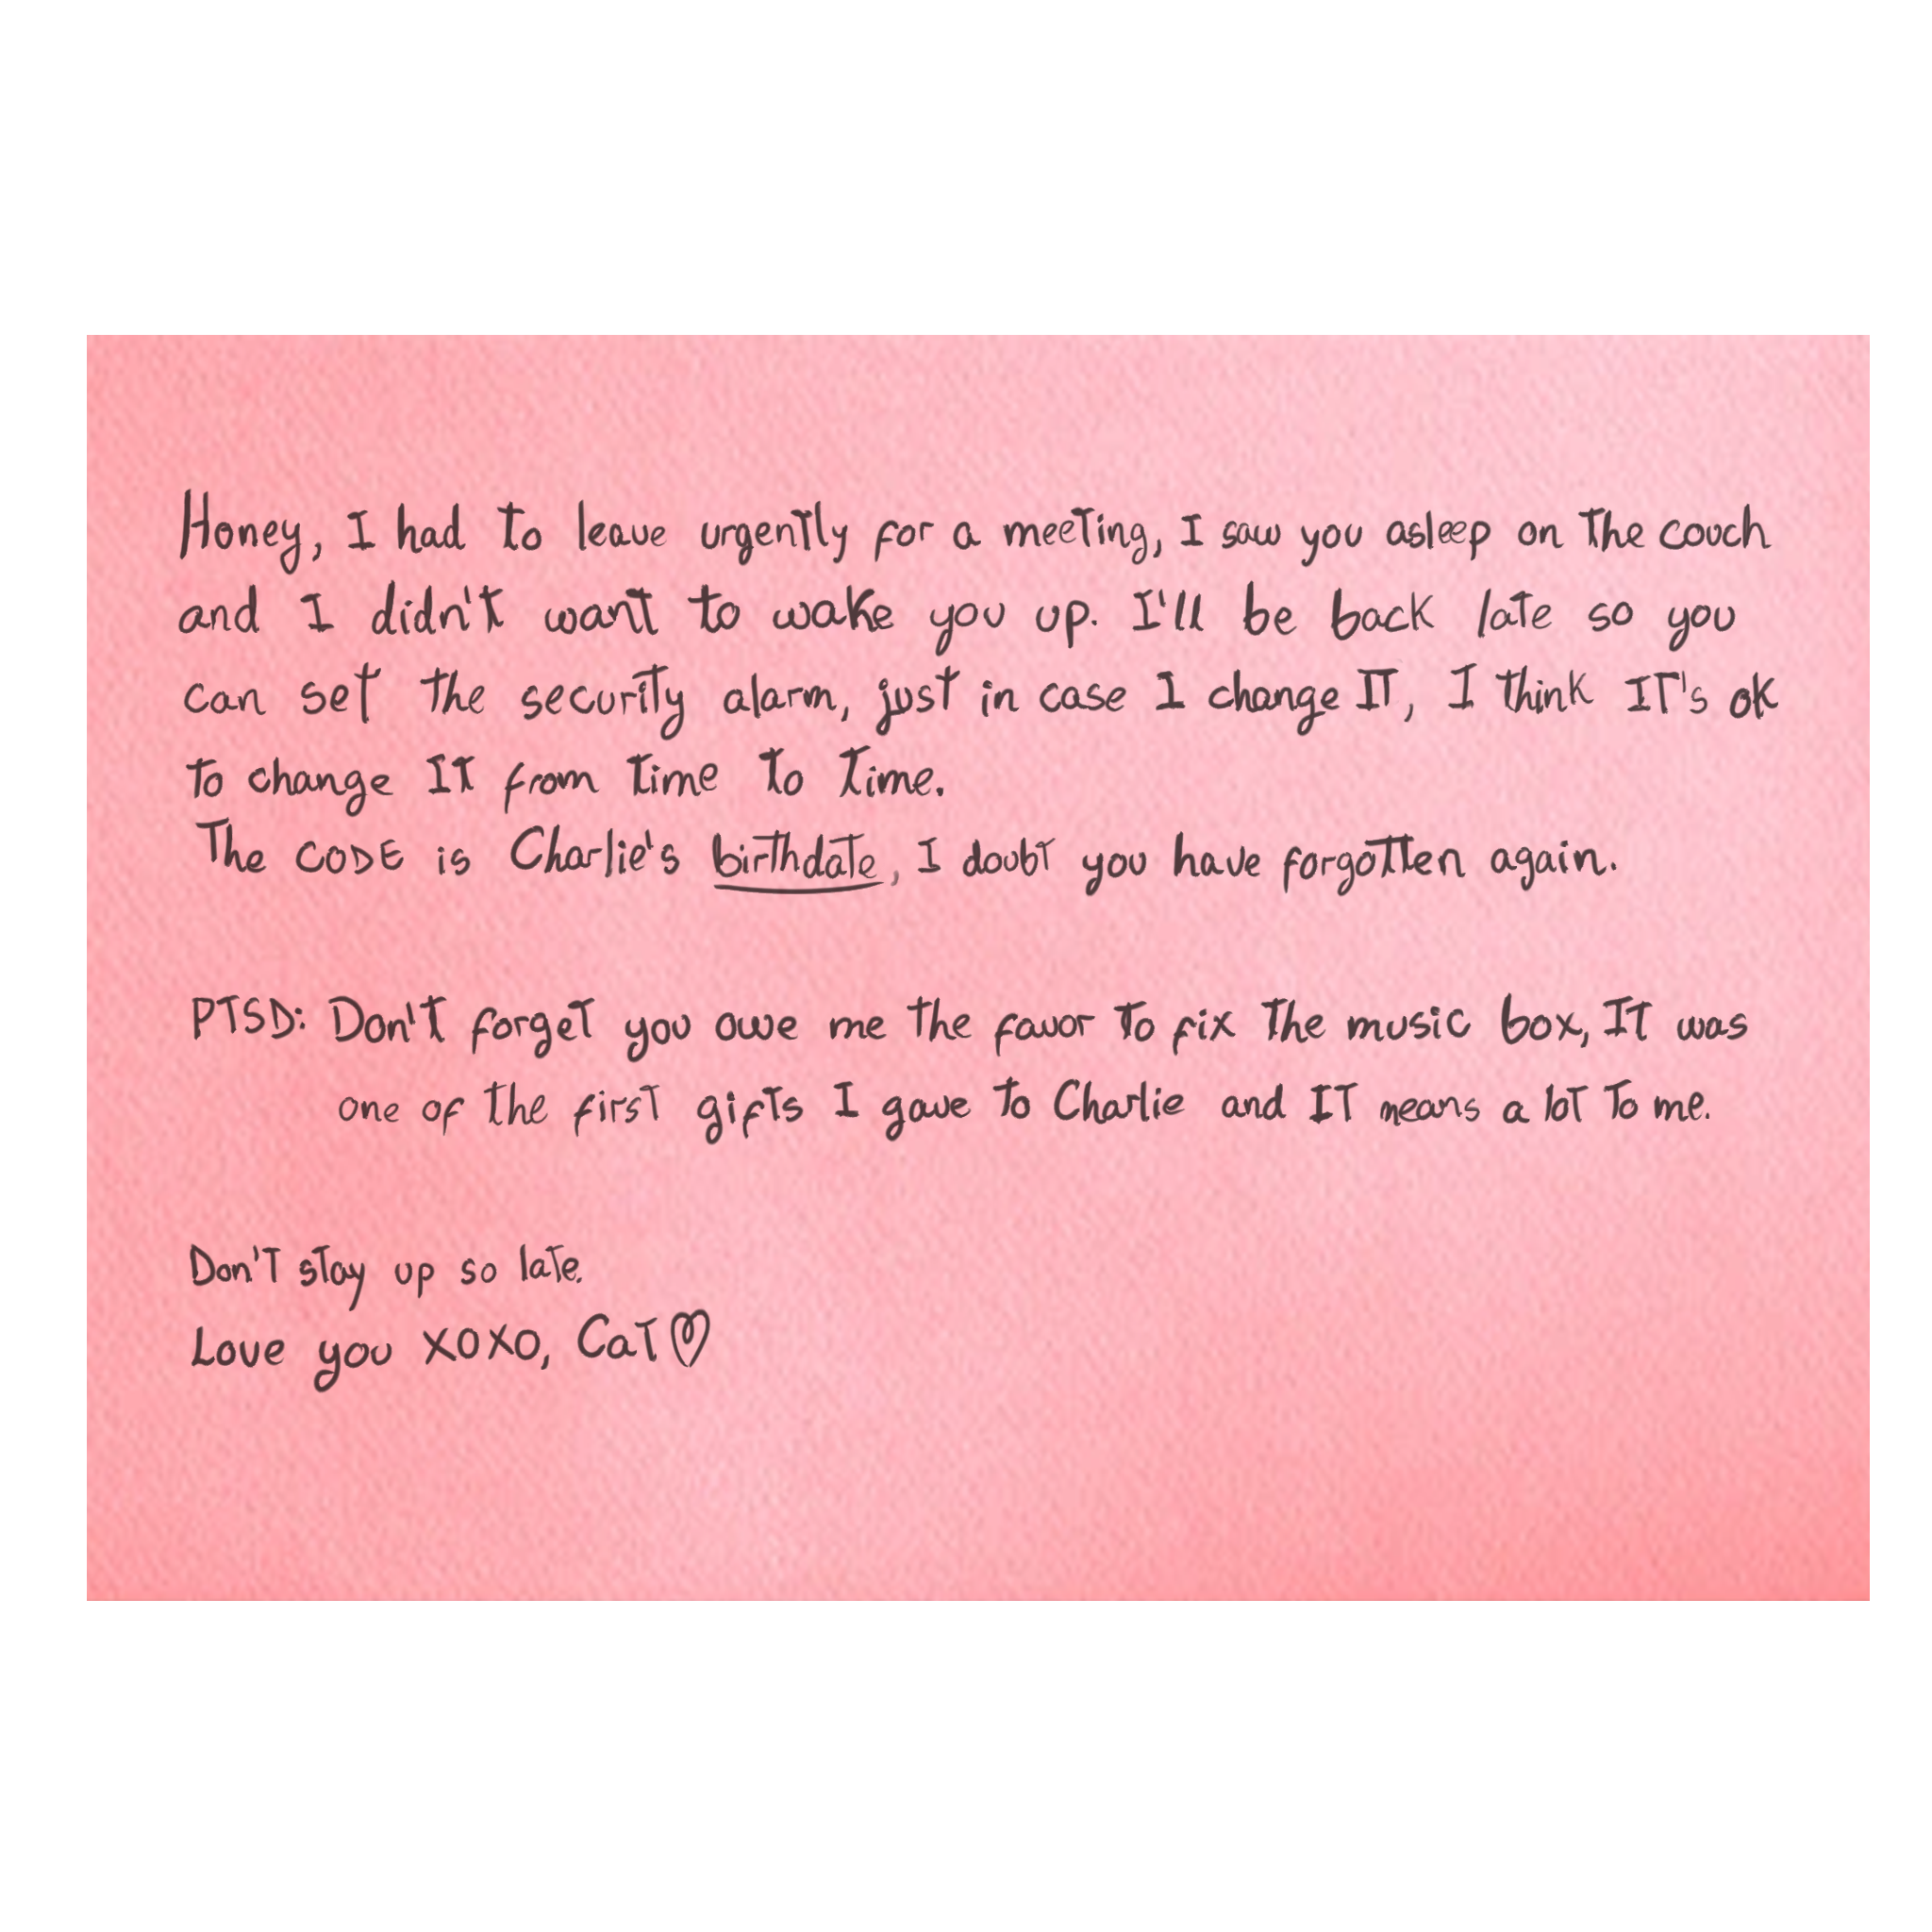 Honey, I had to leave urgently for a meeting, I saw you asleep on the couch
and I didn't want to wake you up. I'll be back late so you
can set the security alarm, just in case I change IT, I think IT's ok
to change It from time to time.
The CODE is Charlie's birthdate, I doubt you have forgotten again.
PTSD: Don't forget you owe me the favor to fix the music box, IT was
one of the first gifts I gave to Charlie and IT means a lot to me.
Don't stay up so late.
Love you XOXO, Cat♡